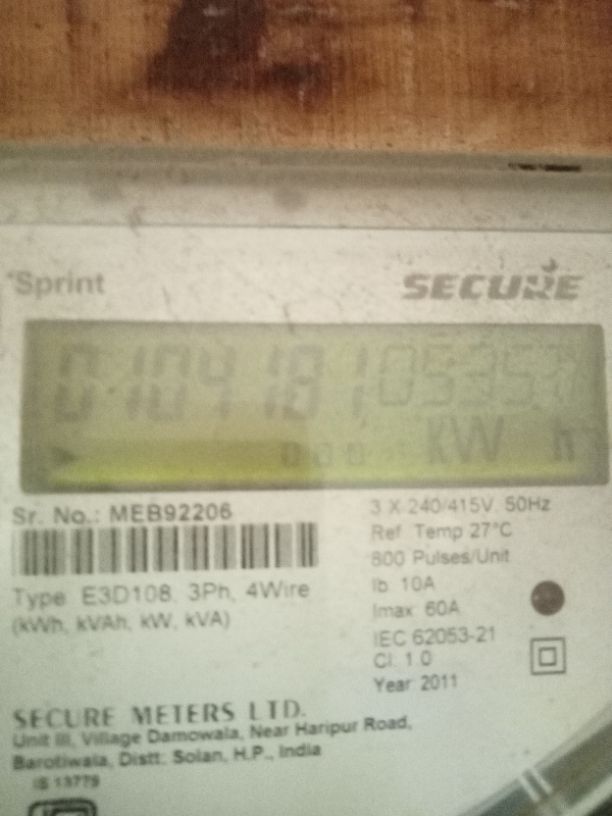 Sprint
SECURE
KW h
Sr. No.: MEB92206
3 X 240/415V, 50Hz
Ref. Temp 27°C
800 Pulses/Unit
Ib. 10A
Imax. 60A
IEC 62053-21
Cl. 1.0
Year 2011
Type E3D108, 3Ph, 4Wire
(kWh, kVAh, kW, kVA)
SECURE METERS LTD.
Unit III, Village Damowala, Near Haripur Road,
Barotiwala, Distt: Solan, H.P., India
IS 13779